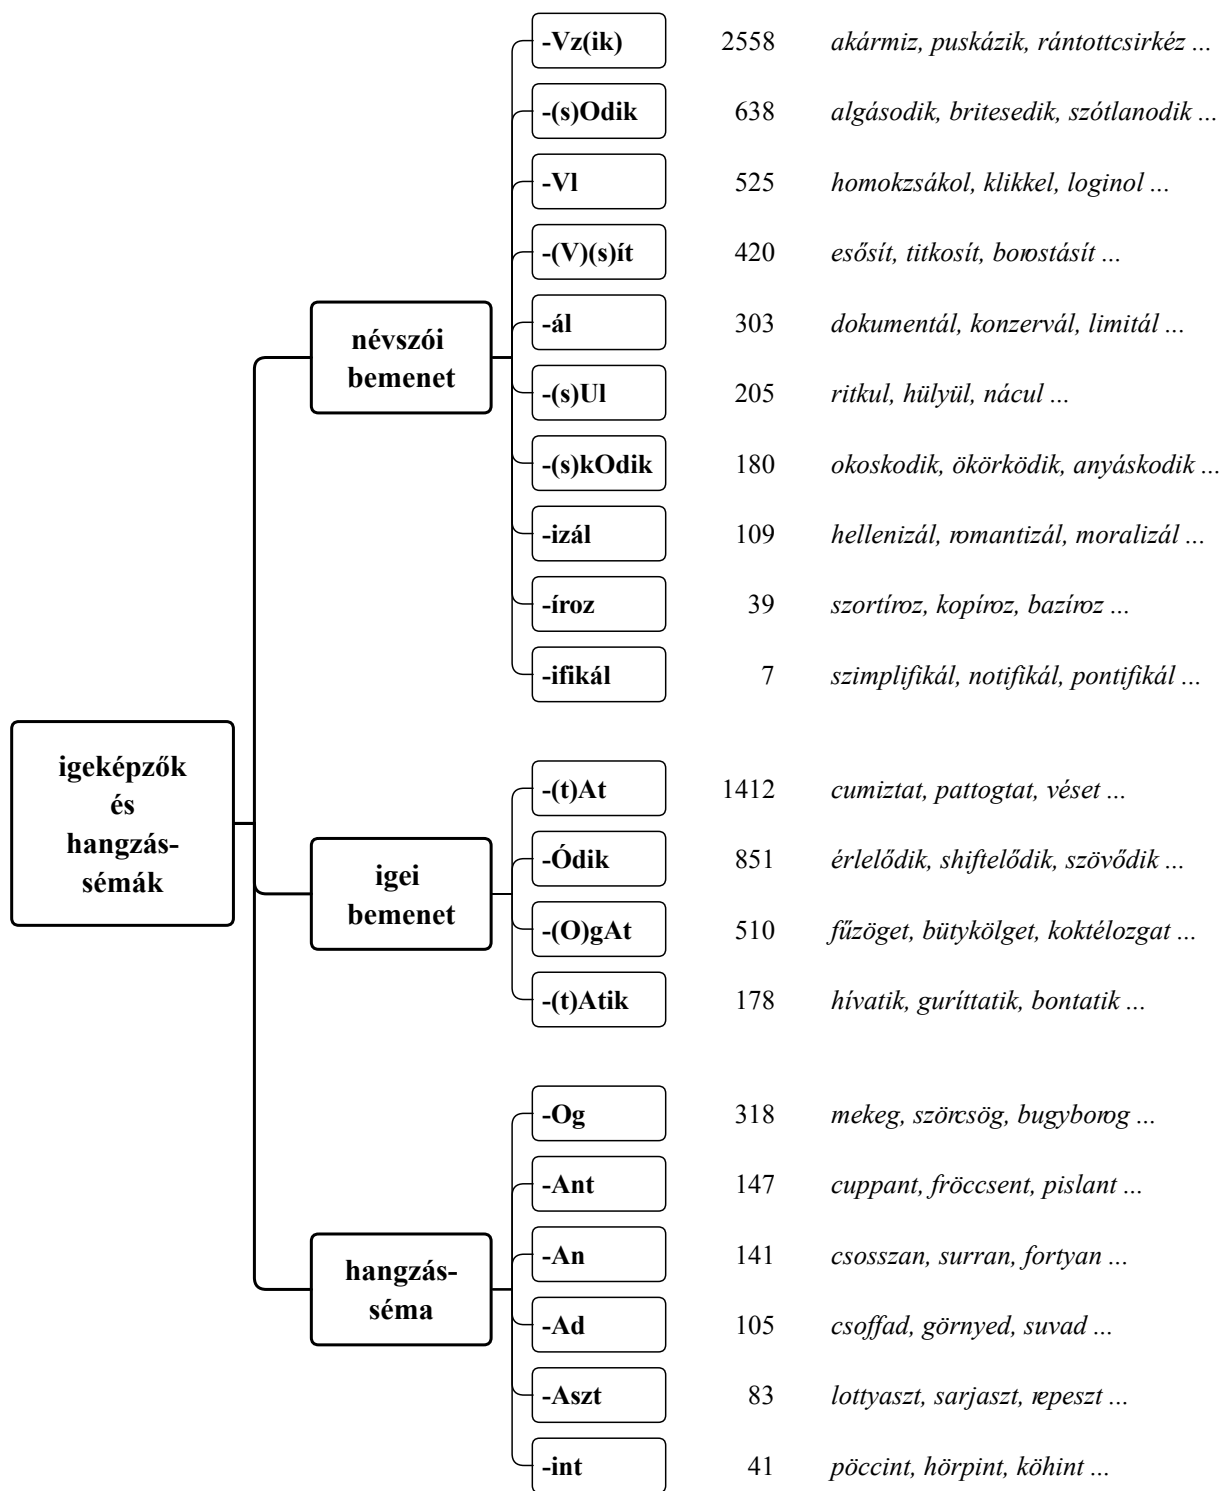 -Vz(ik) 2558 akármiz, puskázik, rántottcsirkéz ...
-(s)Odik 638 algásodik, britesedik, szótlanodik ...
-Vl 525 homokzsákol, klikkel, loginol ...
-(V)(s)ít 420 esősít, titkosít, borostásít ...
névszói
bemenet
-ál 303 dokumentál, konzervál, limitál ...
-(s)Ul 205 ritkul, hülyül, nácul ...
-(s)kOdik 180 okoskodik, ökörködik, anyáskodik ...
-izál 109 hellenizál, romantizál, moralizál ...
-íroz 39 szortíroz, kopíroz, bazíroz ...
-ifikál 7 szimplifikál, notifikál, pontifikál ...
igeképzők
és
hangzás-
sémák
-(t)At 1412 cumiztat, pattogtat, véset ...
-Ódik 851 érlelődik, shiftelődik, szövődik ...
igei
bemenet
-(O)gAt 510 fűzöget, bütykölget, koktélozgat ...
-(t)Atik 178 hívatik, guríttatik, bontatik ...
-Og 318 mekeg, szörcsög, bugyborog ...
-Ant 147 cuppant, fröccsent, pislant ...
-An 141 csosszan, surran, fortyan ...
hangzás-
séma
-Ad 105 csoffad, görnyed, suvad ...
-Aszt 83 lottyaszt, sarjaszt, repeszt ...
-int 41 pöccint, hörpint, köhint ...